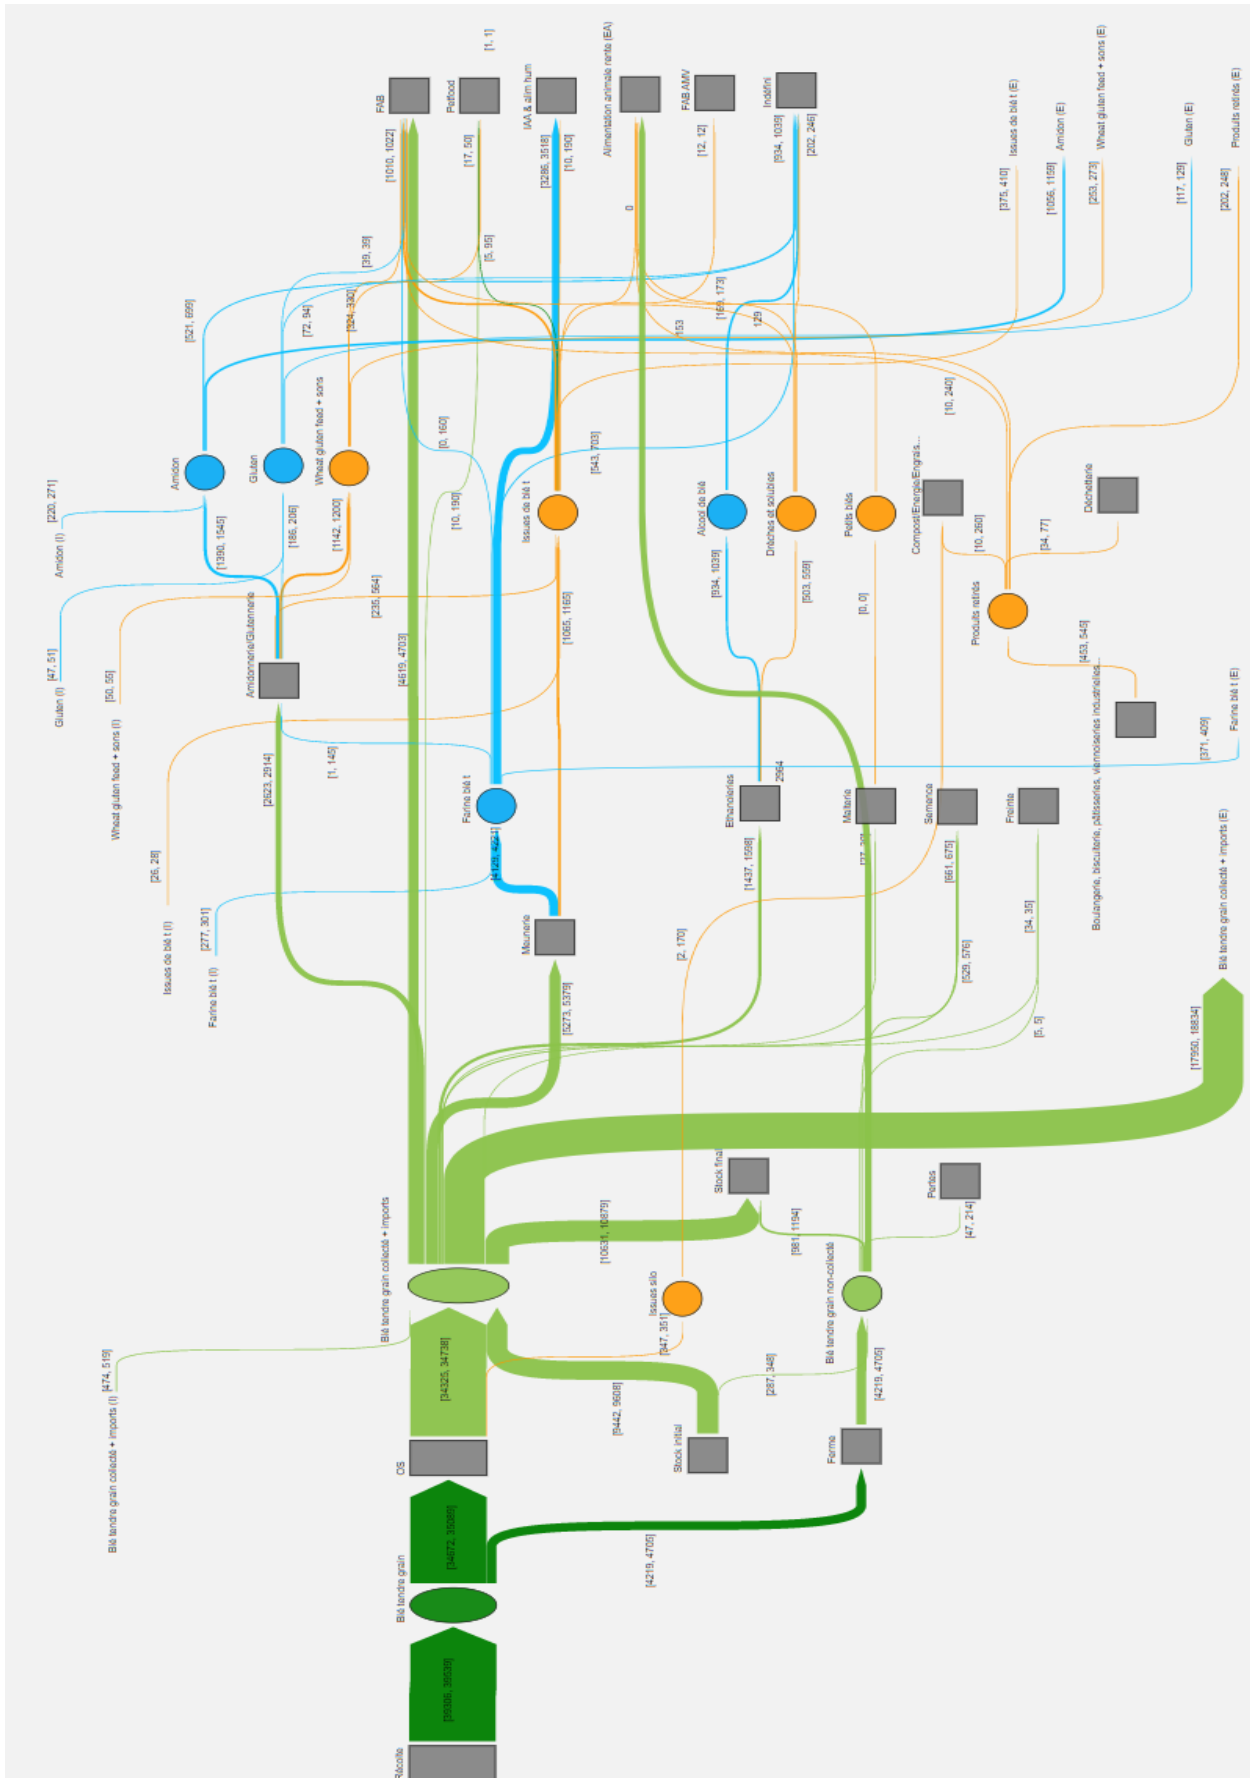 Récolte
[39306, 39539]
Blé tendre grain
[34672, 35089]
[4219, 4705]
OS
Ferme
Stock initial
Blé tendre grain collecté + imports (I)
[474, 519]
[34325, 34738]
[9442, 9608]
[347, 351]
[287, 348]
[4219, 4705]
Blé tendre grain collecté + imports
Issues silo
Blé tendre grain non-collecté
[10631, 10879]
[981, 1194]
[47, 214]
Stock final
Pertes
[17950, 18834]
Blé tendre grain collecté + imports (E)
Issues de blé t (I)
[26, 28]
Farine blé t (I)
[277, 301]
[5273, 5379]
Meunerie
[2, 170]
[529, 576]
[5, 5]
[34, 35]
[661, 675]
[1437, 1598]
[4129, 4221]
Farine blé t
Ethanoleries
2964
Malterie
Semence
Freinte
Boulangerie, biscuiterie, pâtisseries, viennoiseries industrielles...
[371, 409]
Farine blé t (E)
Wheat gluten feed + sons (I)
[50, 55]
Gluten (I)
[47, 51]
Amidon (I)
[220, 271]
[2623, 2914]
[1, 145]
Amidonnerie/Glutennerie
[1390, 1545]
[186, 206]
[1142, 1200]
[235, 564]
[4619, 4703]
[1065, 1165]
[934, 1039]
[503, 559]
[0, 0]
Produits retirés
[453, 545]
[10, 260]
[34, 77]
Amidon
Gluten
Wheat gluten feed + sons
Issues de blé t
Alcool de blé
Drèches et solubles
Petits blés
Compost/Energie/Engrais...
Déchetterie
[10, 190]
[0, 160]
[543, 703]
[10, 240]
[521, 699]
[72, 94]
[324, 330]
[39, 39]
[5, 95]
153
129
[169, 173]
0
[1010, 1022]
[17, 50]
[3286, 3518]
[10, 190]
[12, 12]
[934, 1039]
[202, 246]
FAB
Petfood
[1, 1]
IAA & alim hum
Alimentation animale rente (EA)
FAB AMV
Indéfini
[375, 410]
Issues de blé t (E)
[1056, 1159]
Amidon (E)
[253, 273]
Wheat gluten feed + sons (E)
[117, 129]
Gluten (E)
[202, 248]
Produits retirés (E)